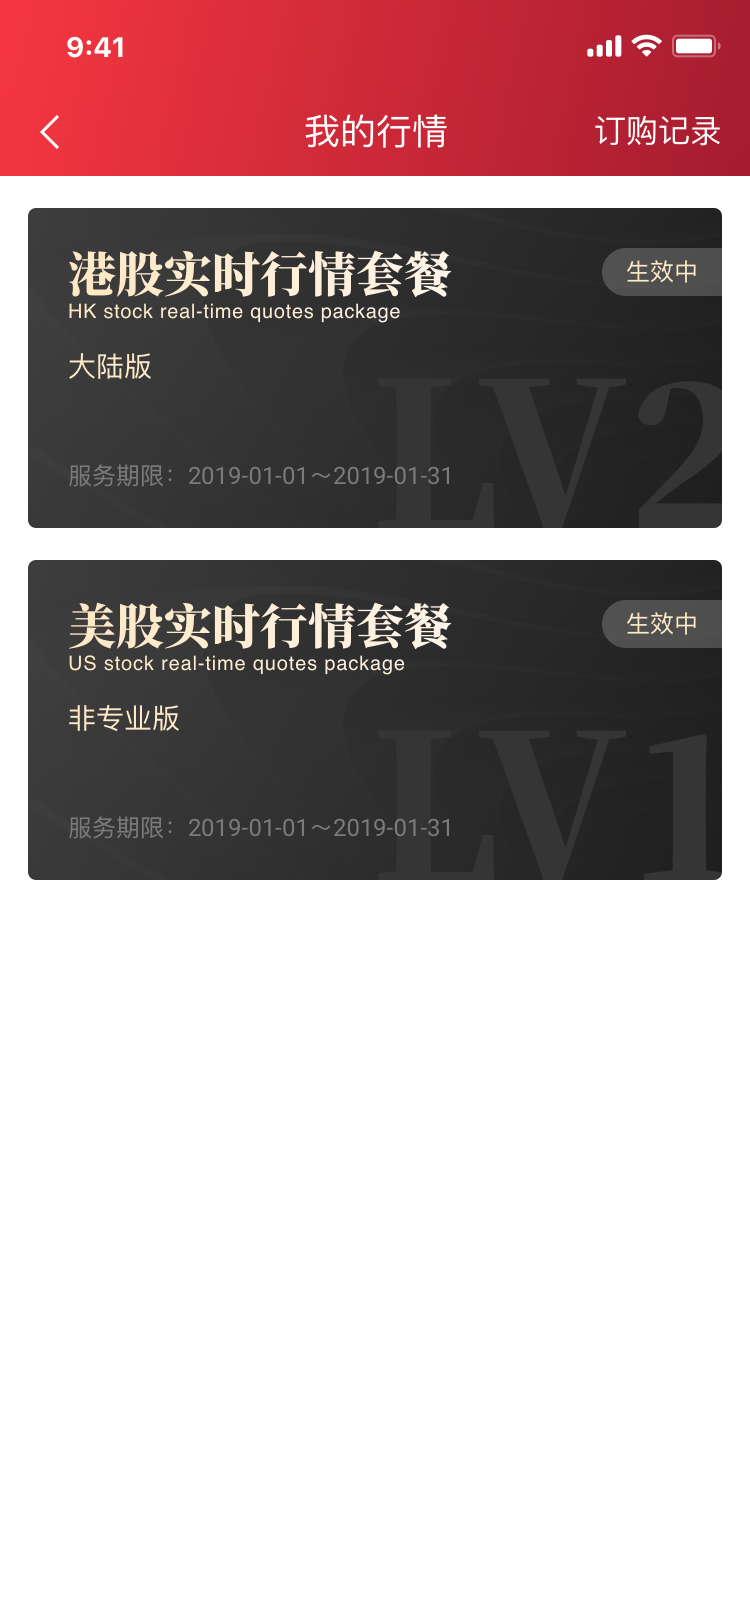 9:41
我的行情
订购记录
港股实时行情套餐
生效中
HK stock real-time quotes package
大陆版
LV2
服务期限：2019-01-01～2019-01-31
美股实时行情套餐
生效中
US stock real-time quotes package
非专业版
LV1
服务期限：2019-01-01～2019-01-31